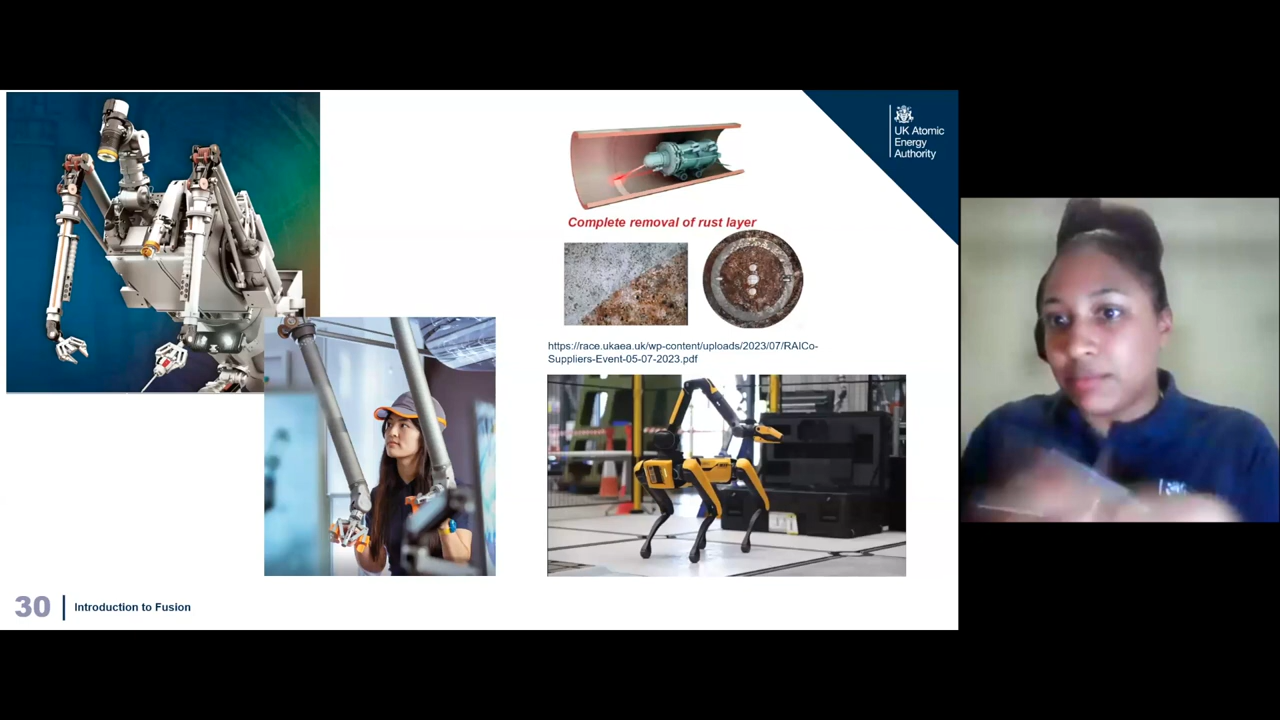 UK Atomic
Energy
Authority
Complete removal of rust layer
https://race.ukaea.uk/wp-content/uploads/2023/07/RAICo-
Suppliers-Event-05-07-2023.pdf
30
Introduction to Fusion